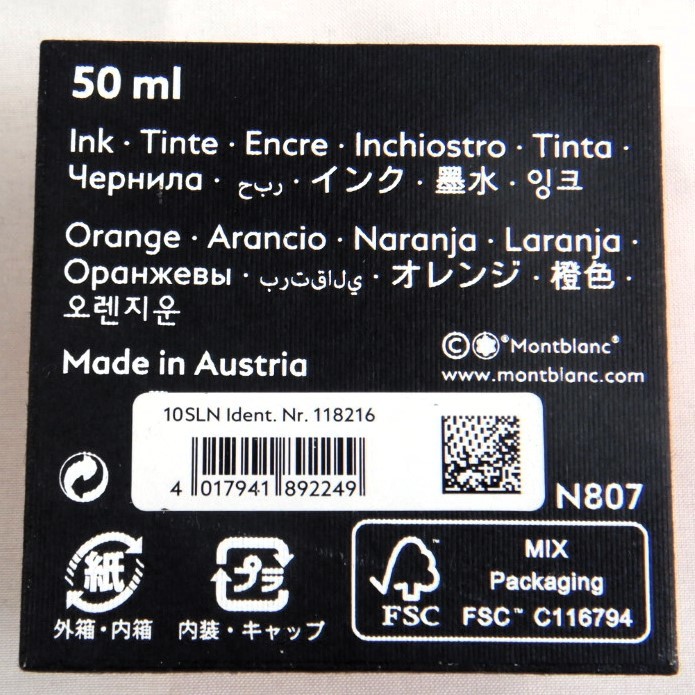 50 ml
Ink · Tinte · Encre · Inchiostro · Tinta ·
Чернила · حبر · インク · 墨水 · 잉크
Orange · Arancio · Naranja · Laranja ·
Оранжевы · برتقالي · オレンジ · 橙色 ·
오렌지운
Made in Austria
©®Montblanc®
www.montblanc.com
10SLN Ident. Nr. 118216
4 017941 892249
N807
紙
外箱・内箱
プラ
内装・キャップ
FSC™
MIX
Packaging
FSC™ C116794